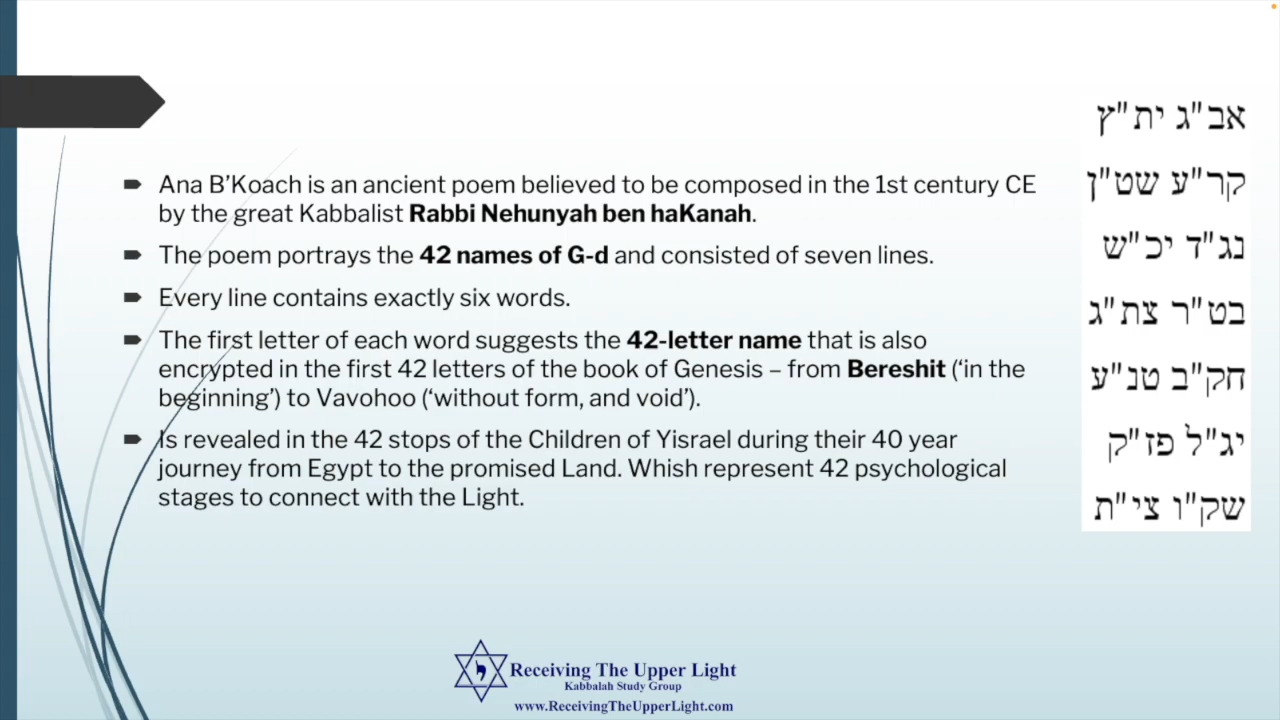 Ana B’Koach is an ancient poem believed to be composed in the 1st century CE
by the great Kabbalist Rabbi Nehunyah ben haKanah.
The poem portrays the 42 names of G-d and consisted of seven lines.
Every line contains exactly six words.
The first letter of each word suggests the 42-letter name that is also
encrypted in the first 42 letters of the book of Genesis – from Bereshit (‘in the
beginning’) to Vavohoo (‘without form, and void’).
Is revealed in the 42 stops of the Children of Yisrael during their 40 year
journey from Egypt to the promised Land. Whish represent 42 psychological
stages to connect with the Light.
אב"ג ית"ץ
קר"ע שט"ן
נג"ד יכ"ש
בט"ר צת"ג
חק"ב טנ"ע
יג"ל פז"ק
שק"ו צי"ת
Receiving The Upper Light
Kabbalah Study Group
www.ReceivingTheUpperLight.com